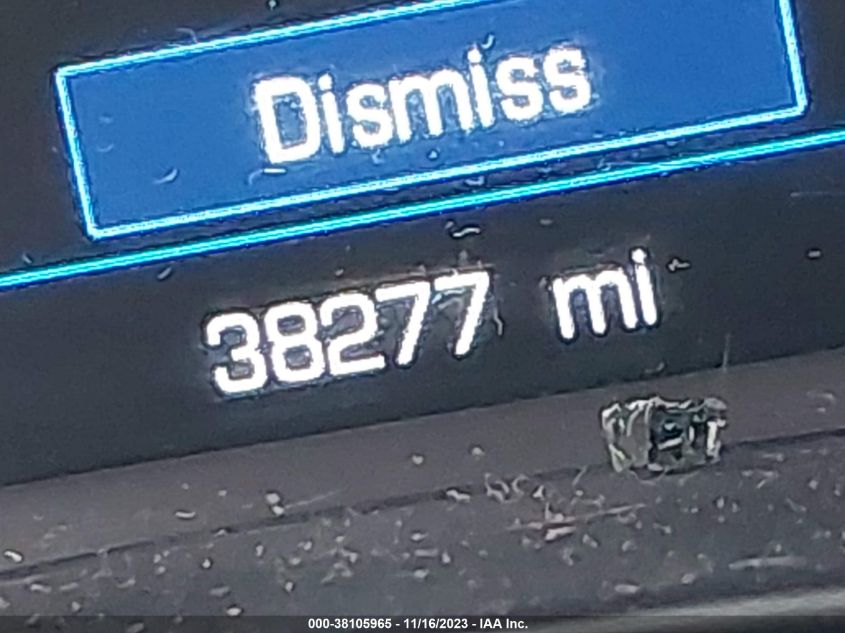 Dismiss
38277 mi
000-38105965 - 11/16/2023 - IAA Inc.